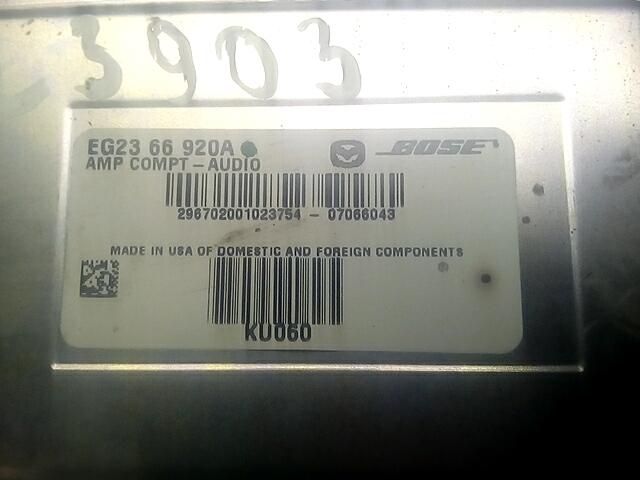 3903
EG23 66 920A
BOSE
AMP COMPT-AUDIO
296702001023754 - 07066043
MADE IN USA OF DOMESTIC AND FOREIGN COMPONENTS
KU060